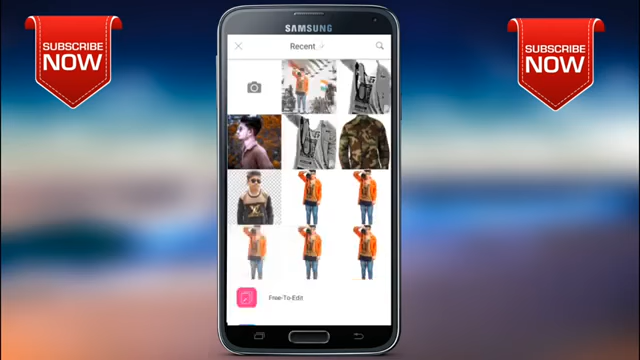 SUBSCRIBE
NOW
SAMSUNG
Recent
SUBSCRIBE
NOW
Free-To-Edit